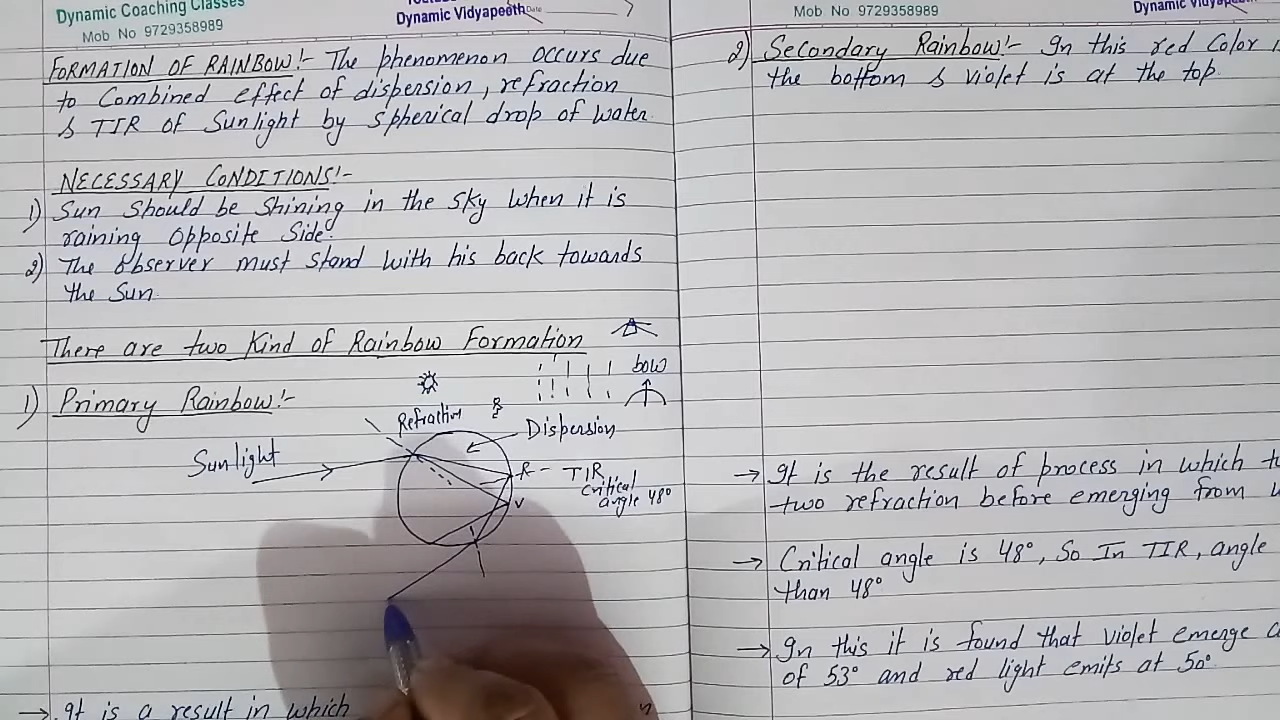 Dynamic Coaching Classes
Mob No 9729358989
Dynamic Vidyapeeth
Date
FORMATION OF RAINBOW:- The phenomenon occurs due
to Combined effect of dispersion, refraction
& TIR of Sunlight by spherical drop of water.
NECESSARY CONDITIONS:-
1) Sun should be shining in the sky when it is
raining opposite side.
2) The observer must stand with his back towards
the Sun.
There are two Kind of Rainbow Formation
bow
1) Primary Rainbow:-
Refraction
Dispersion
Sunlight
R - TIR
Critical
angle 48°
V
→ It is a result in which
Mob No 9729358989
Dynamic
2) Secondary Rainbow:- In this red color
the bottom & violet is at the top.
→ It is the result of process in which
two refraction before emerging from
→ Critical angle is 48°, So In TIR, angle
than 48°
→ In this it is found that violet emerge
of 53° and red light emits at 50°.